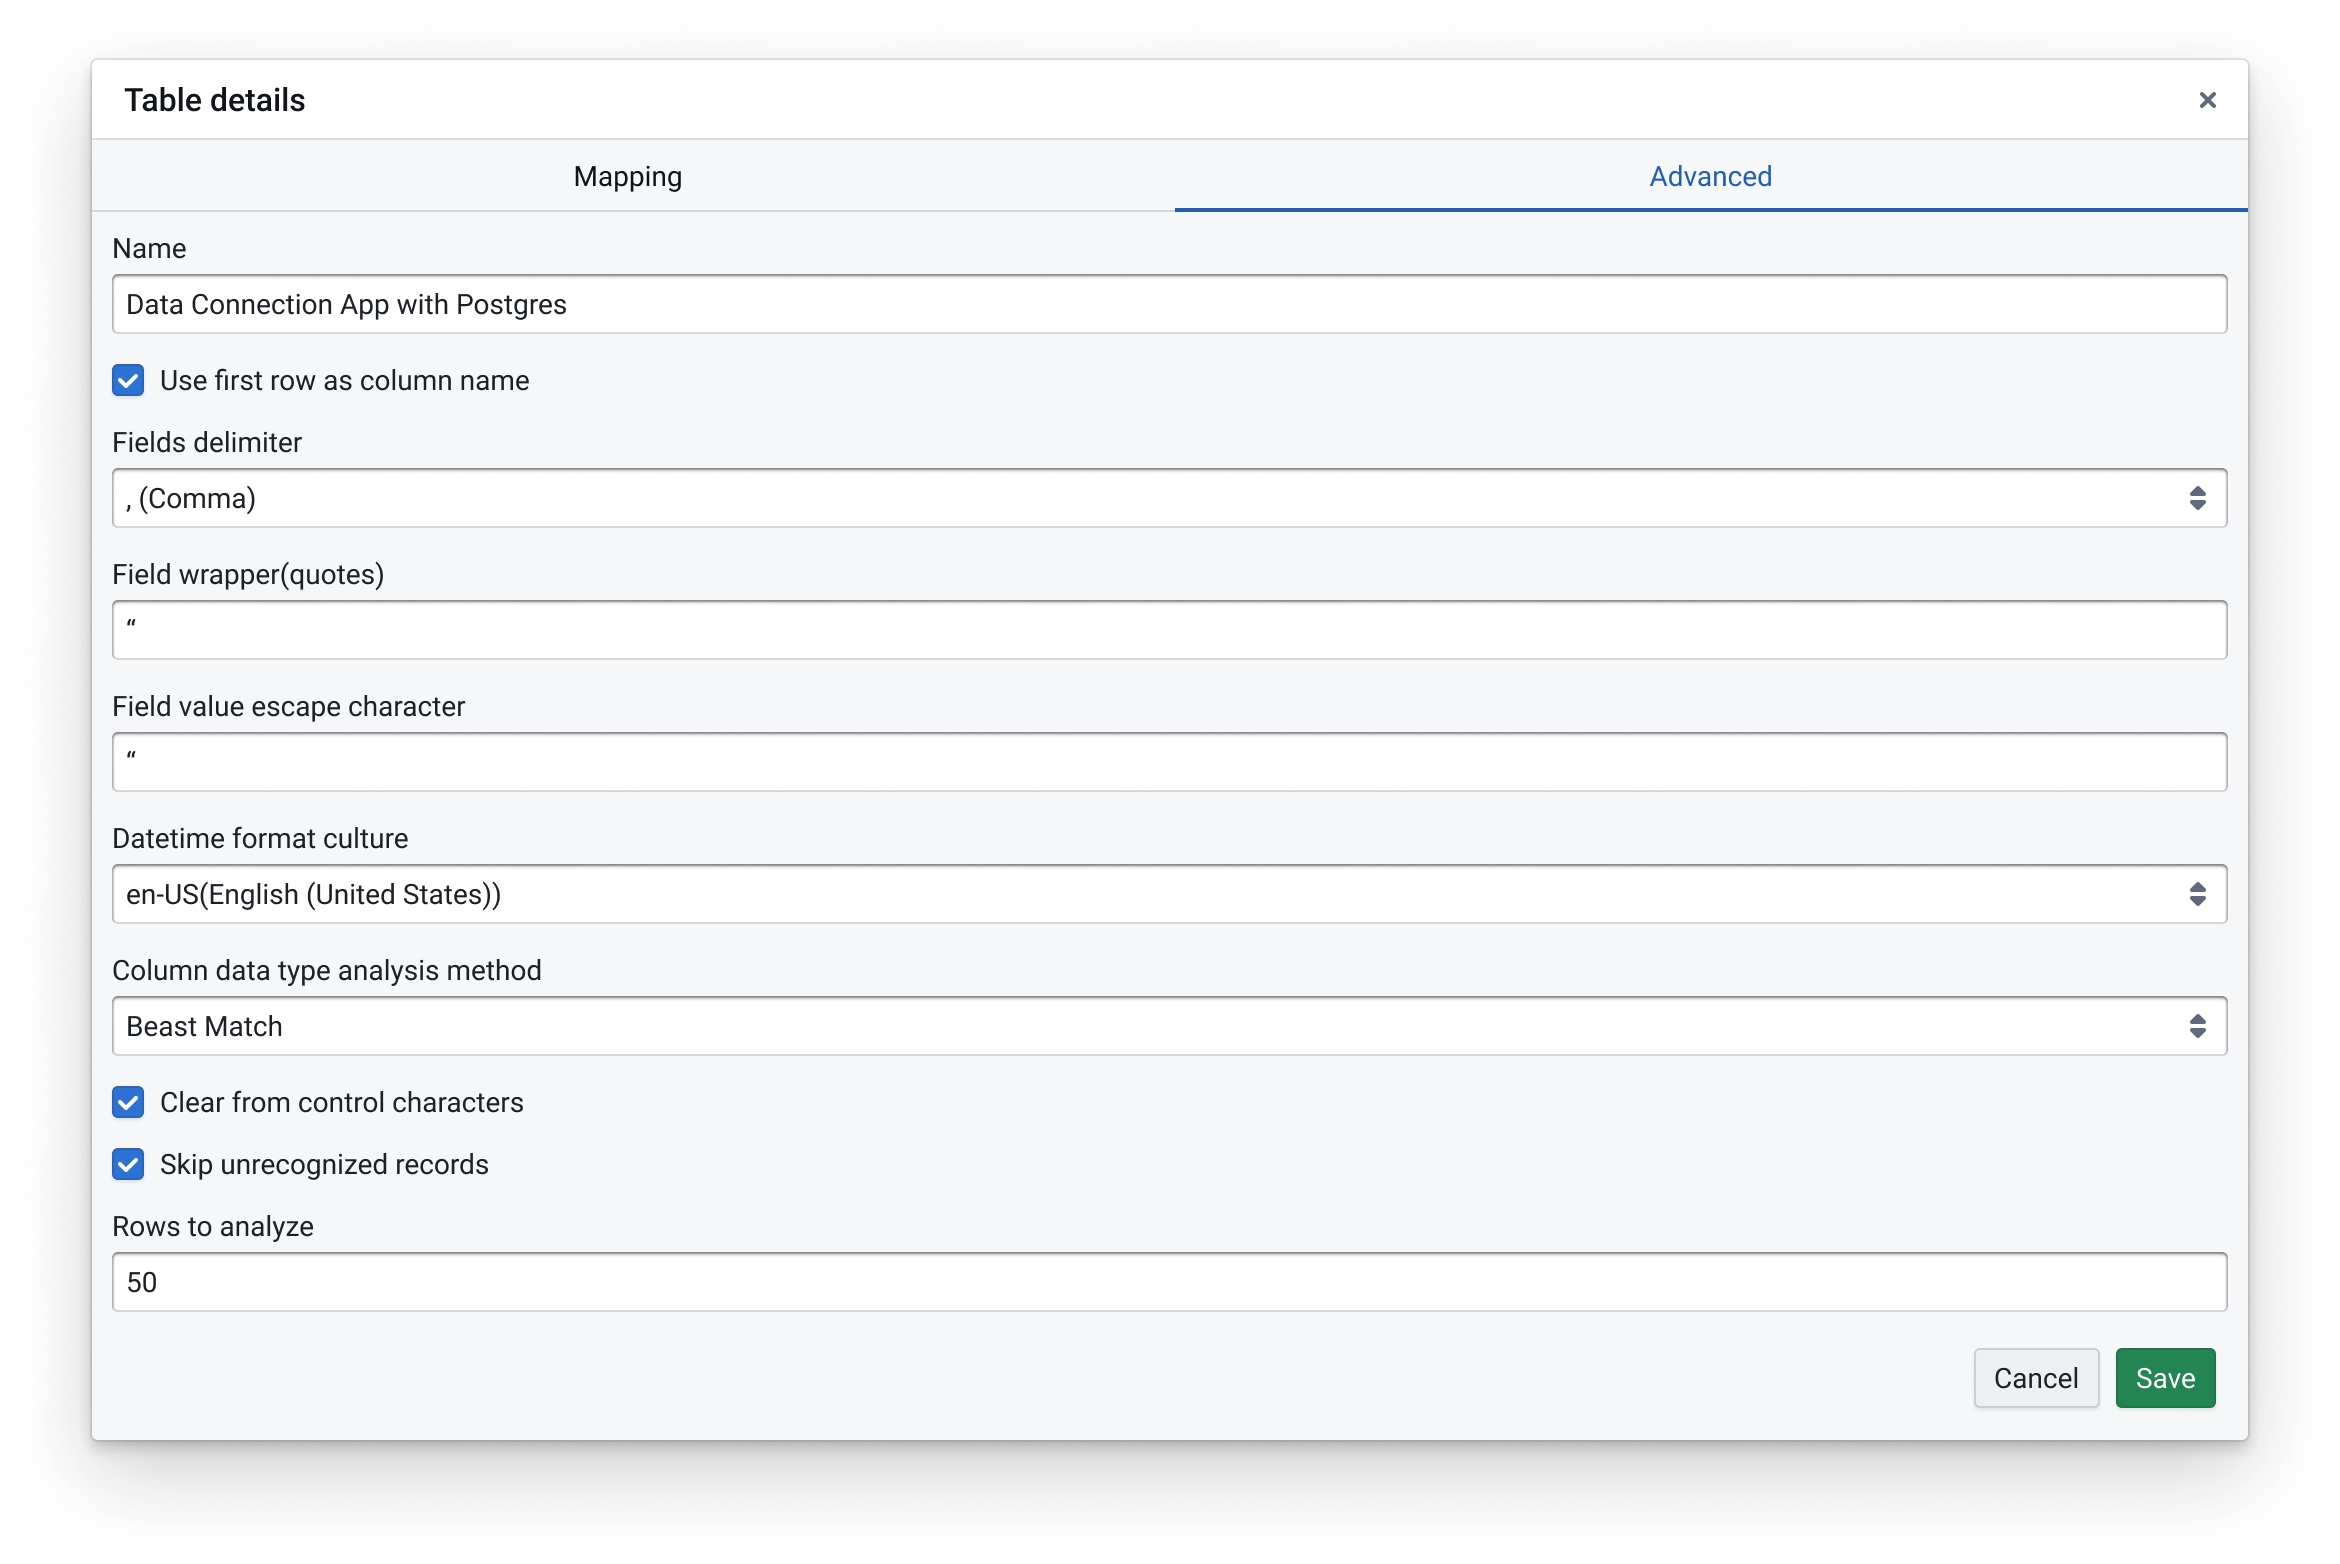 Table details
Mapping
Advanced
Name
Data Connection App with Postgres
Use first row as column name
Fields delimiter
, (Comma)
Field wrapper(quotes)
“
Field value escape character
“
Datetime format culture
en-US(English (United States))
Column data type analysis method
Beast Match
Clear from control characters
Skip unrecognized records
Rows to analyze
50
Cancel
Save